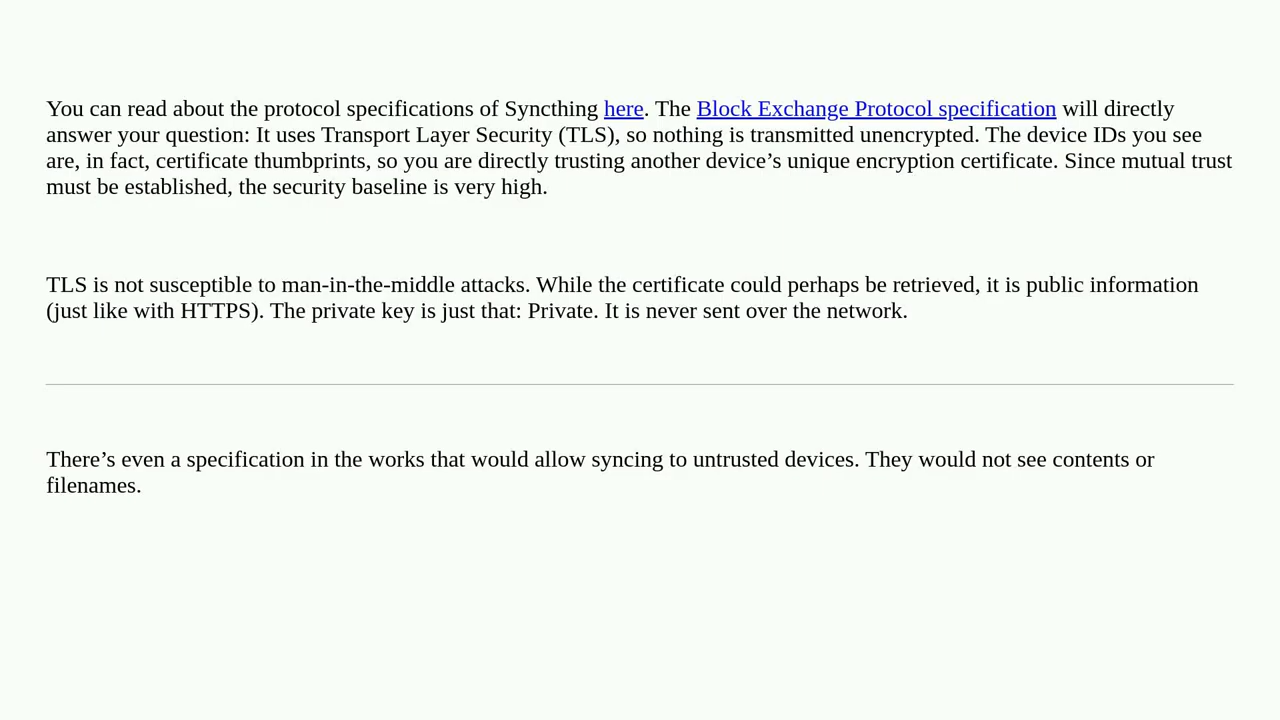 You can read about the protocol specifications of Syncthing here. The Block Exchange Protocol specification will directly
answer your question: It uses Transport Layer Security (TLS), so nothing is transmitted unencrypted. The device IDs you see
are, in fact, certificate thumbprints, so you are directly trusting another device’s unique encryption certificate. Since mutual trust
must be established, the security baseline is very high.
TLS is not susceptible to man-in-the-middle attacks. While the certificate could perhaps be retrieved, it is public information
(just like with HTTPS). The private key is just that: Private. It is never sent over the network.
There’s even a specification in the works that would allow syncing to untrusted devices. They would not see contents or
filenames.